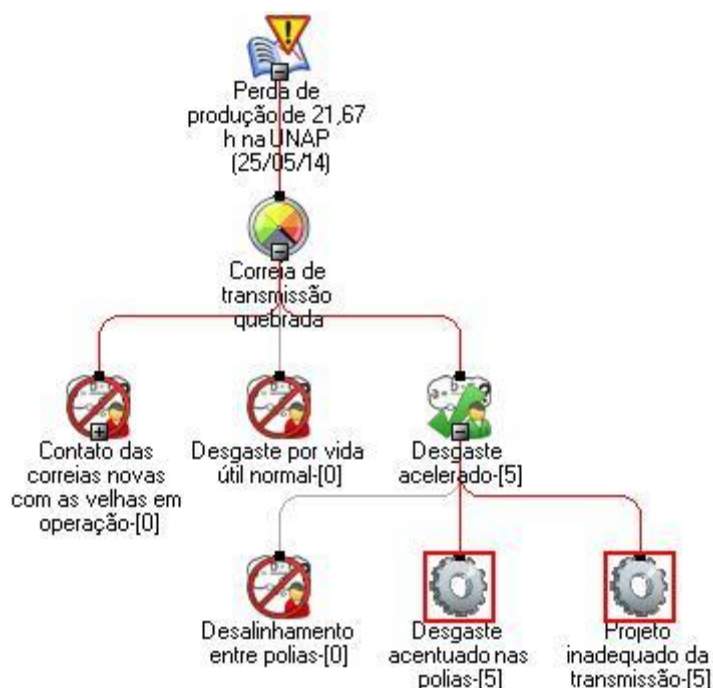 Perda de
produção de 21,67
h na UNAP
(25/05/14)
Correia de
transmissão
quebrada
Contato das
correias novas
com as velhas em
operação-[0]
Desgaste por vida
útil normal-[0]
Desgaste
acelerado-[5]
Desalinhamento
entre polias-[0]
Desgaste
acentuado nas
polias-[5]
Projeto
inadequado da
transmissão-[5]